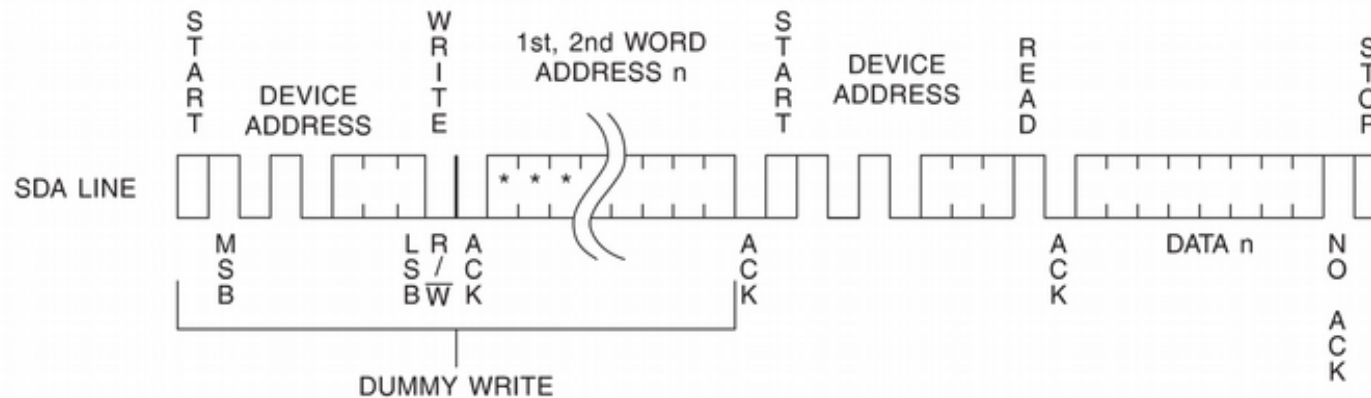 START
DEVICE
ADDRESS
WRITE
1st, 2nd WORD
ADDRESS n
START
DEVICE
ADDRESS
READ
STOP
SDA LINE
* * *
MSB
LSB
R/W̅
ACK
ACK
ACK
DATA n
NO ACK
DUMMY WRITE